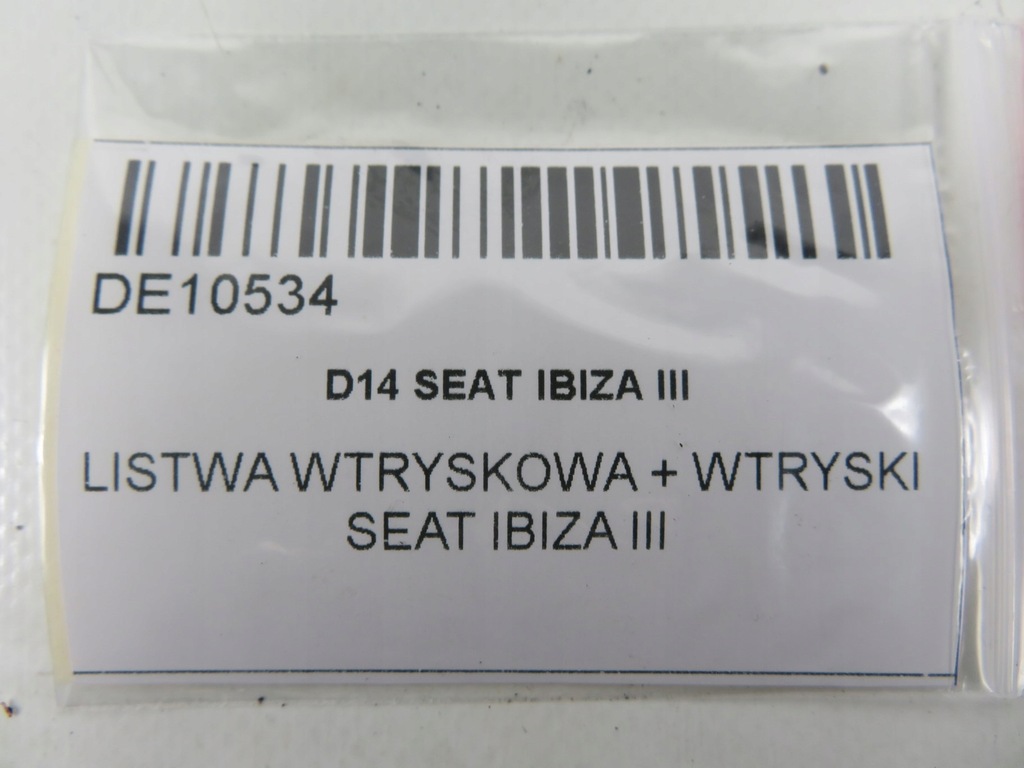 DE10534
D14 SEAT IBIZA III
LISTWA WTRYSKOWA + WTRYSKI
SEAT IBIZA III